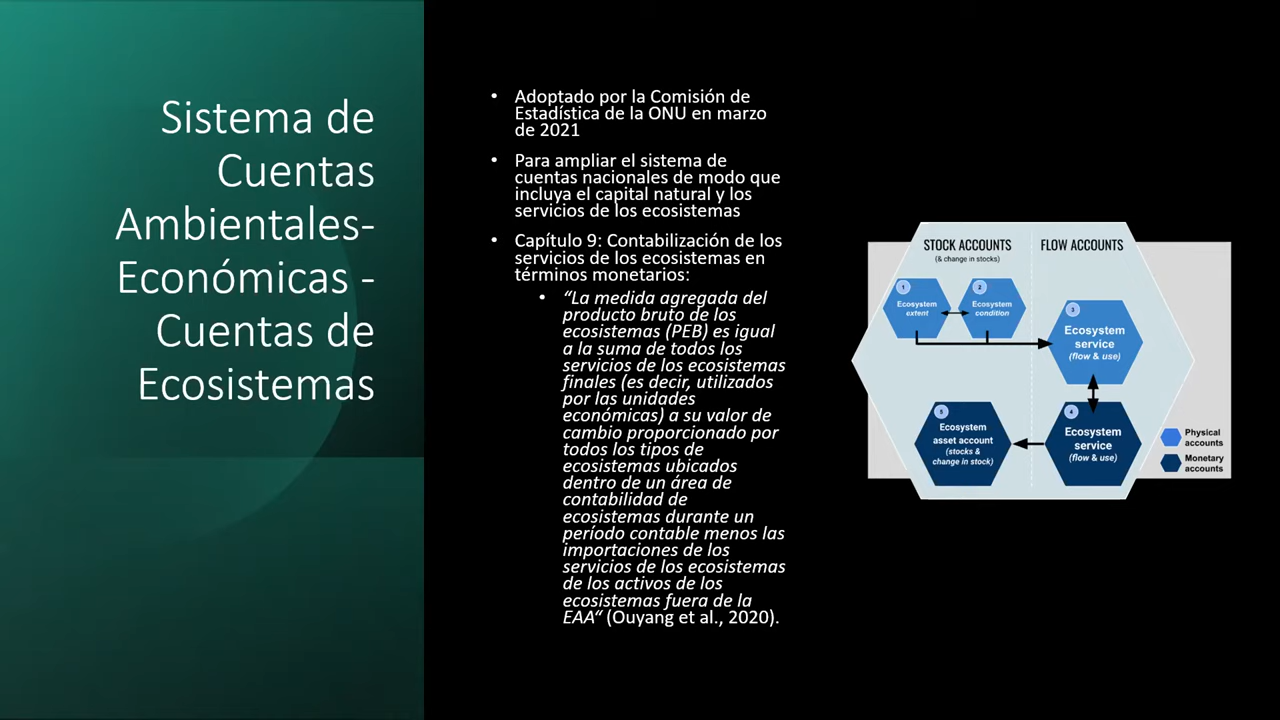 Sistema de
Cuentas
Ambientales-
Económicas -
Cuentas de
Ecosistemas
• Adoptado por la Comisión de
Estadística de la ONU en marzo
de 2021
• Para ampliar el sistema de
cuentas nacionales de modo que
incluya el capital natural y los
servicios de los ecosistemas
• Capítulo 9: Contabilización de los
servicios de los ecosistemas en
términos monetarios:
• “La medida agregada del
producto bruto de los
ecosistemas (PEB) es igual
a la suma de todos los
servicios de los ecosistemas
finales (es decir, utilizados
por las unidades
económicas) a su valor de
cambio proporcionado por
todos los tipos de
ecosistemas ubicados
dentro de un área de
contabilidad de
ecosistemas durante un
período contable menos las
importaciones de los
servicios de los ecosistemas
de los activos de los
ecosistemas fuera de la
EAA“ (Ouyang et al., 2020).
STOCK ACCOUNTS
(& change in stocks)
FLOW ACCOUNTS
1
Ecosystem
extent
2
Ecosystem
condition
3
Ecosystem
service
(flow & use)
5
Ecosystem
asset account
(stocks &
change in stock)
4
Ecosystem
service
(flow & use)
Physical
accounts
Monetary
accounts